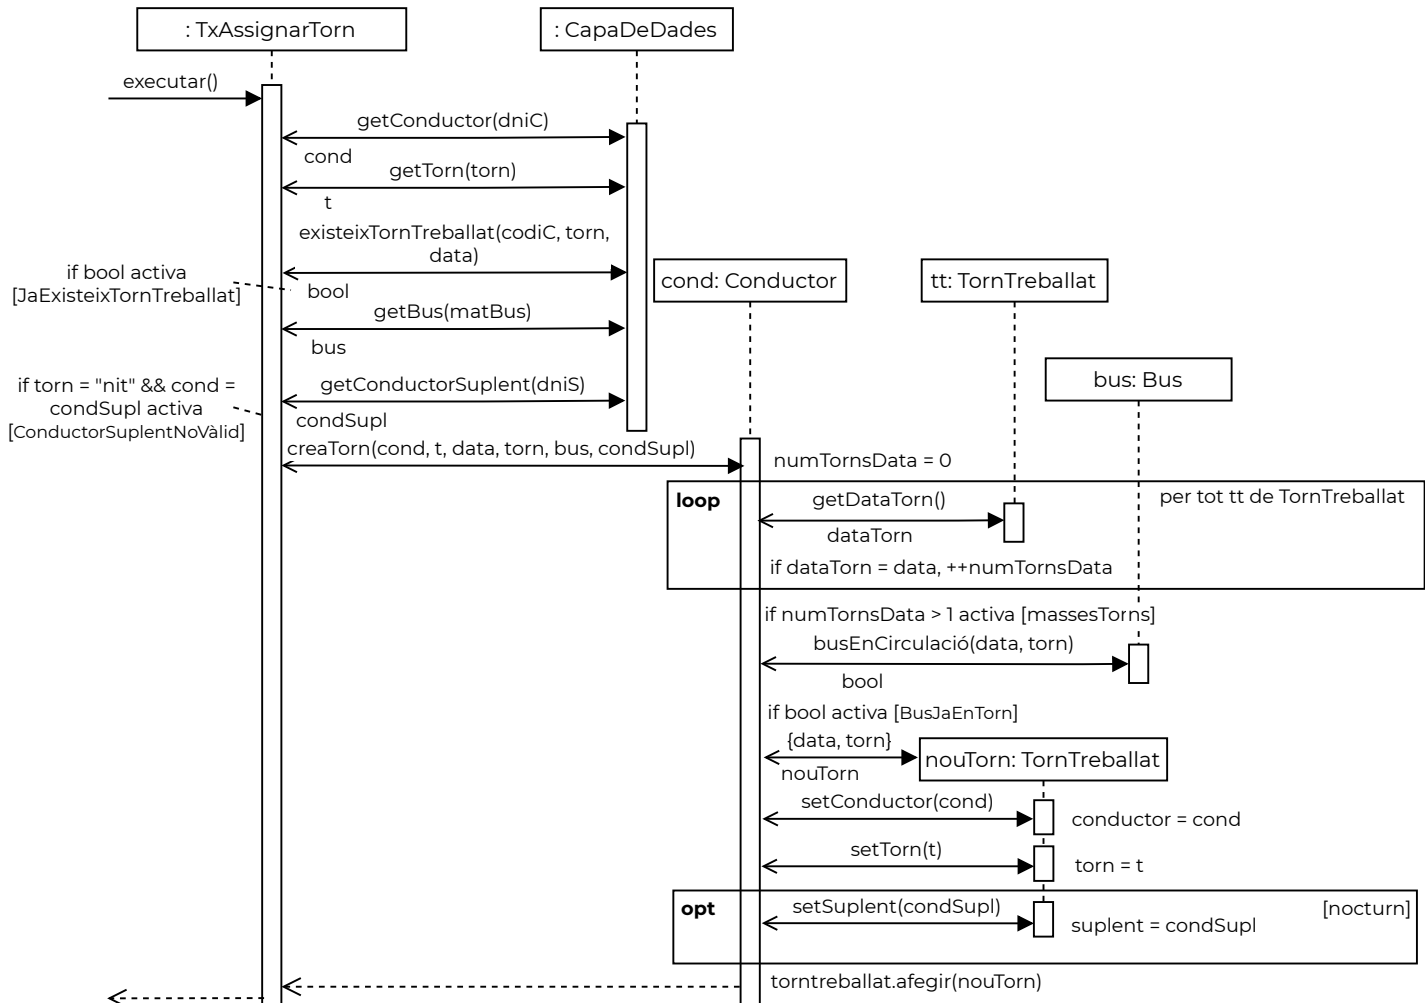 : TxAssignarTorn
: CapaDeDades
executar()
getConductor(dniC)
cond
getTorn(torn)
t
existeixTornTreballat(codiC, torn,
data)
if bool activa
[JaExisteixTornTreballat]
bool
cond: Conductor
tt: TornTreballat
getBus(matBus)
bus
bus: Bus
if torn = "nit" && cond =
condSupl activa
[ConductorSuplentNoVàlid]
getConductorSuplent(dniS)
condSupl
creaTorn(cond, t, data, torn, bus, condSupl)
numTornsData = 0
loop
getDataTorn()
per tot tt de TornTreballat
dataTorn
if dataTorn = data, ++numTornsData
if numTornsData > 1 activa [massesTorns]
busEnCirculació(data, torn)
bool
if bool activa [BusJaEnTorn]
{data, torn}
nouTorn
nouTorn: TornTreballat
setConductor(cond)
conductor = cond
setTorn(t)
torn = t
opt
setSuplent(condSupl)
[nocturn]
suplent = condSupl
torntreballat.afegir(nouTorn)